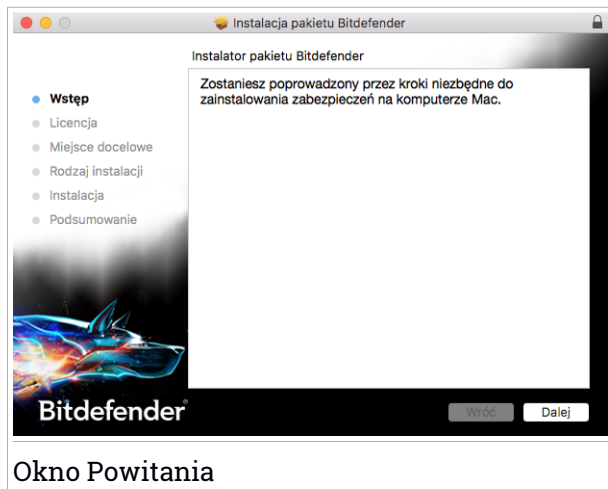 Instalacja pakietu Bitdefender
Instalator pakietu Bitdefender
Zostaniesz poprowadzony przez kroki niezbędne do
zainstalowania zabezpieczeń na komputerze Mac.
Wstęp
Licencja
Miejsce docelowe
Rodzaj instalacji
Instalacja
Podsumowanie
Bitdefender
Wróć
Dalej
Okno Powitania